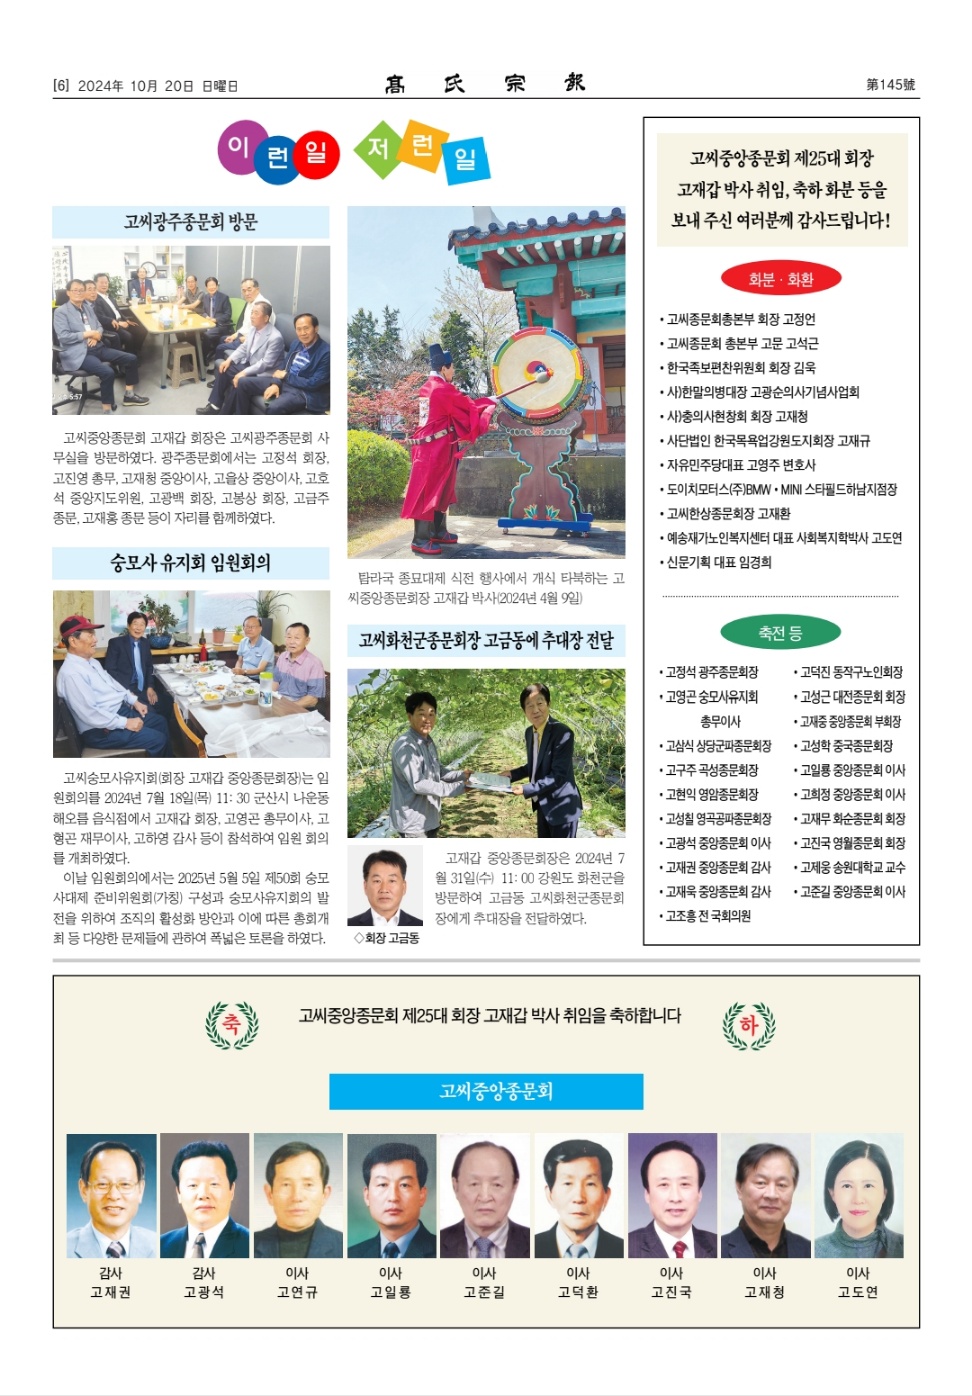 [6] 2024年 10月 20日 日曜日
高氏宗報
第145號
이런일 저런일
고씨광주종문회 방문
고씨중앙종문회 고재갑 회장은 고씨광주종문회 사
무실을 방문하였다. 광주종문회에서는 고정석 회장,
고진영 총무, 고재청 중앙이사, 고을상 중앙이사, 고호
석 중앙지도위원, 고광백 회장, 고봉상 회장, 고금주
종문, 고재홍 종문 등이 자리를 함께하였다.
숭모사 유지회 임원회의
고씨숭모사유지회(회장 고재갑 중앙종문회장)는 임
원회의를 2024년 7월 18일(목) 11: 30 군산시 나운동
해오름 음식점에서 고재갑 회장, 고영곤 총무이사, 고
형곤 재무이사, 고하영 감사 등이 참석하여 임원 회의
를 개최하였다.
이날 임원회의에서는 2025년 5월 5일 제50회 숭모
사대제 준비위원회(가칭) 구성과 숭모사유지회의 발
전을 위하여 조직의 활성화 방안과 이에 따른 총회개
최 등 다양한 문제들에 관하여 폭넓은 토론을 하였다.
탐라국 종묘대제 식전 행사에서 개식 타북하는 고
씨중앙종문회장 고재갑 박사(2024년 4월 9일)
고씨화천군종문회장 고금동에 추대장 전달
고재갑 중앙종문회장은 2024년 7
월 31일(수) 11: 00 강원도 화천군을
방문하여 고금동 고씨화천군종문회
장에게 추대장을 전달하였다.
◇회장 고금동
고씨중앙종문회 제25대 회장
고재갑 박사 취임, 축하 화분 등을
보내 주신 여러분께 감사드립니다!
화분 · 화환
• 고씨종문회총본부 회장 고정언
• 고씨종문회 총본부 고문 고석근
• 한국족보편찬위원회 회장 김욱
• 사)한말의병대장 고광순의사기념사업회
• 사)충의사현창회 회장 고재청
• 사단법인 한국목욕업강원도지회장 고재규
• 자유민주당대표 고영주 변호사
• 도이치모터스(주)BMW • MINI 스타필드하남지점장
• 고씨한상종문회장 고재환
• 예송재가노인복지센터 대표 사회복지학박사 고도연
• 신문기획 대표 임경희
축전 등
• 고정석 광주종문회장
• 고영곤 숭모사유지회
총무이사
• 고삼식 상당군파종문회장
• 고구주 곡성종문회장
• 고현익 영암종문회장
• 고성칠 영곡공파종문회장
• 고광석 중앙종문회 이사
• 고재권 중앙종문회 감사
• 고재욱 중앙종문회 감사
• 고조흥 전 국회의원
• 고덕진 동작구노인회장
• 고성근 대전종문회 회장
• 고재중 중앙종문회 부회장
• 고성학 중국종문회장
• 고일룡 중앙종문회 이사
• 고희정 중앙종문회 이사
• 고재무 화순종문회 회장
• 고진국 영월종문회 회장
• 고제웅 송원대학교 교수
• 고준길 중앙종문회 이사
축
고씨중앙종문회 제25대 회장 고재갑 박사 취임을 축하합니다
하
고씨중앙종문회
감사 감사 이사 이사 이사 이사 이사 이사 이사
고재권 고광석 고연규 고일룡 고준길 고덕환 고진국 고재청 고도연